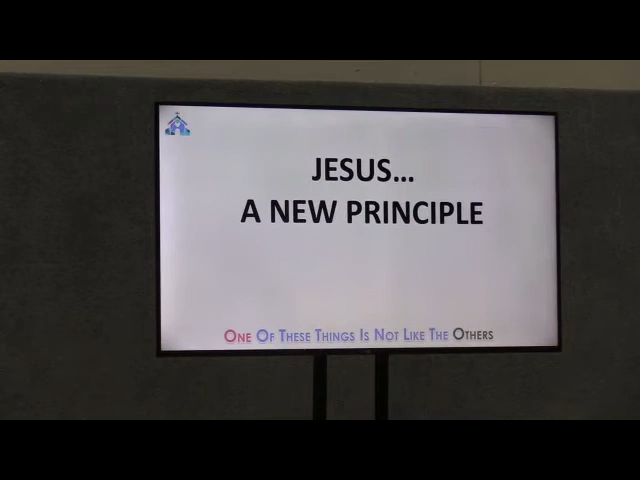 JESUS...
A NEW PRINCIPLE
ONE OF THESE THINGS IS NOT LIKE THE OTHERS